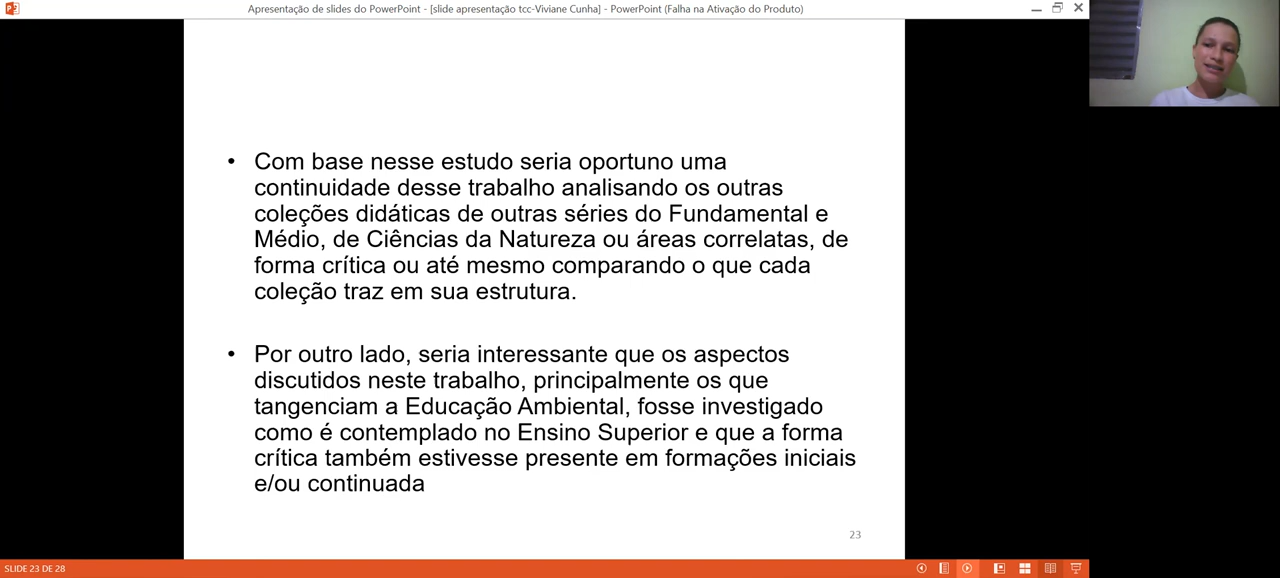 Apresentação de slides do PowerPoint - [slide apresentação tcc-Viviane Cunha] - PowerPoint (Falha na Ativação do Produto)
• Com base nesse estudo seria oportuno uma
continuidade desse trabalho analisando os outras
coleções didáticas de outras séries do Fundamental e
Médio, de Ciências da Natureza ou áreas correlatas, de
forma crítica ou até mesmo comparando o que cada
coleção traz em sua estrutura.
• Por outro lado, seria interessante que os aspectos
discutidos neste trabalho, principalmente os que
tangenciam a Educação Ambiental, fosse investigado
como é contemplado no Ensino Superior e que a forma
crítica também estivesse presente em formações iniciais
e/ou continuada
23
SLIDE 23 DE 28